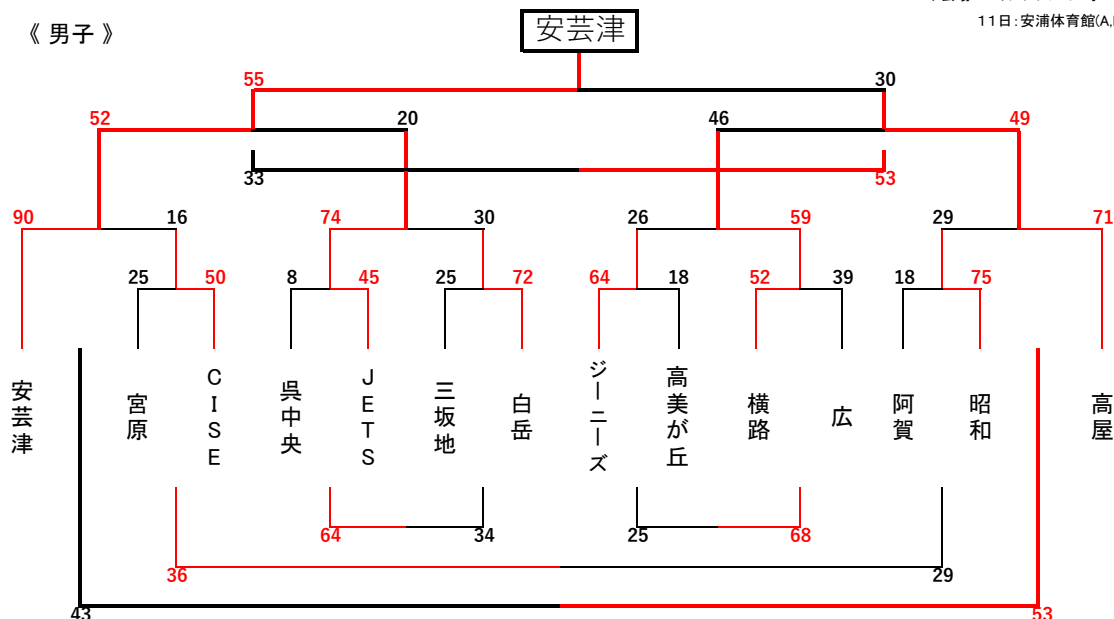 《 男子 》
安芸津
11日:安浦体育館(A,
55
30
52
20
46
49
33
53
90
16
74
30
26
59
29
71
25
50
8
45
25
72
64
18
52
39
18
75
安芸津
宮原
CISE
呉中央
JETS
三坂地
白岳
ジーニーズ
高美が丘
横路
広
阿賀
昭和
高屋
64
34
25
68
36
29
43
53